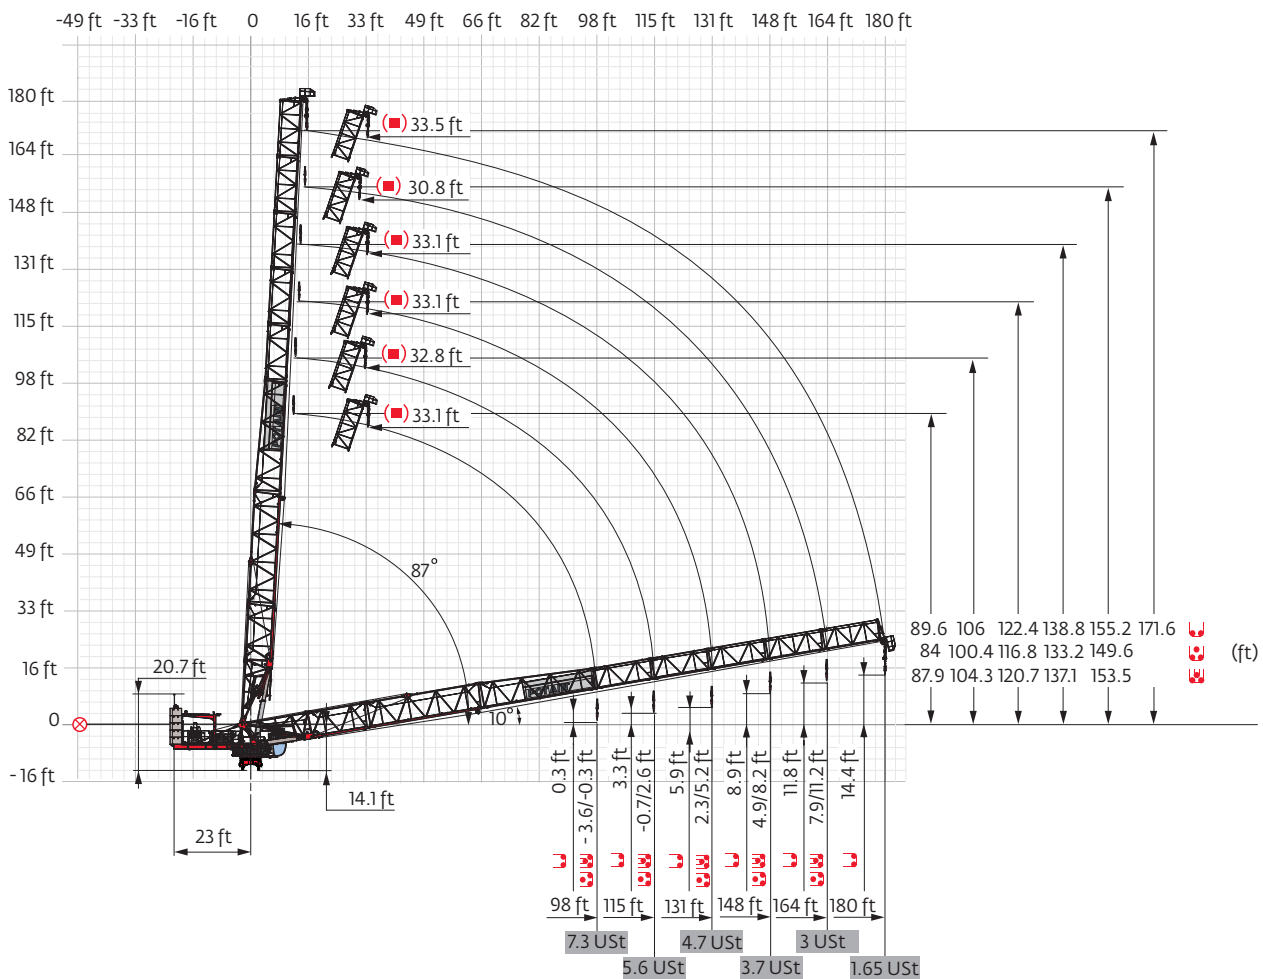 -49 ft -33 ft -16 ft 0 16 ft 33 ft 49 ft 66 ft 82 ft 98 ft 115 ft 131 ft 148 ft 164 ft 180 ft
180 ft
33.5 ft
164 ft
30.8 ft
148 ft
33.1 ft
131 ft
33.1 ft
115 ft
32.8 ft
98 ft
33.1 ft
82 ft
66 ft
49 ft
87°
33 ft
89.6 106 122.4 138.8 155.2 171.6
84 100.4 116.8 133.2 149.6 (ft)
87.9 104.3 120.7 137.1 153.5
16 ft
20.7 ft
POTAIN
10°
0
-16 ft
14.1 ft
23 ft
0.3 ft
- 3.6/-0.3 ft
3.3 ft
-0.7/2.6 ft
5.9 ft
2.3/5.2 ft
8.9 ft
4.9/8.2 ft
11.8 ft
7.9/11.2 ft
14.4 ft
98 ft 115 ft 131 ft 148 ft 164 ft 180 ft
7.3 USt 4.7 USt 3 USt
5.6 USt 3.7 USt 1.65 USt